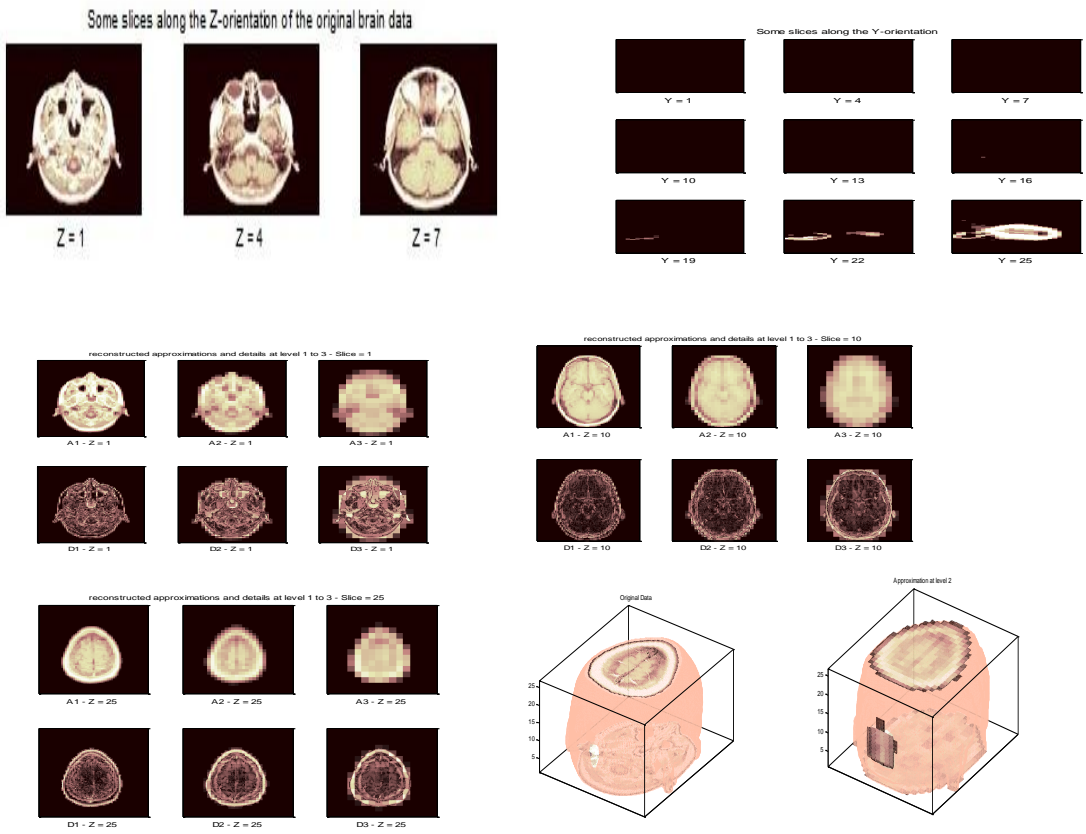 Some slices along the Z-orientation of the original brain data
Z = 1
Z = 4
Z = 7
Some slices along the Y-orientation
Y = 1
Y = 4
Y = 7
Y = 10
Y = 13
Y = 16
Y = 19
Y = 22
Y = 25
reconstructed approximations and details at level 1 to 3 - Slice = 1
A1 - Z = 1
A2 - Z = 1
A3 - Z = 1
D1 - Z = 1
D2 - Z = 1
D3 - Z = 1
reconstructed approximations and details at level 1 to 3 - Slice = 10
A1 - Z = 10
A2 - Z = 10
A3 - Z = 10
D1 - Z = 10
D2 - Z = 10
D3 - Z = 10
reconstructed approximations and details at level 1 to 3 - Slice = 25
A1 - Z = 25
A2 - Z = 25
A3 - Z = 25
D1 - Z = 25
D2 - Z = 25
D3 - Z = 25
Original Data
25
20
15
10
5
Approximation at level 2
25
20
15
10
5